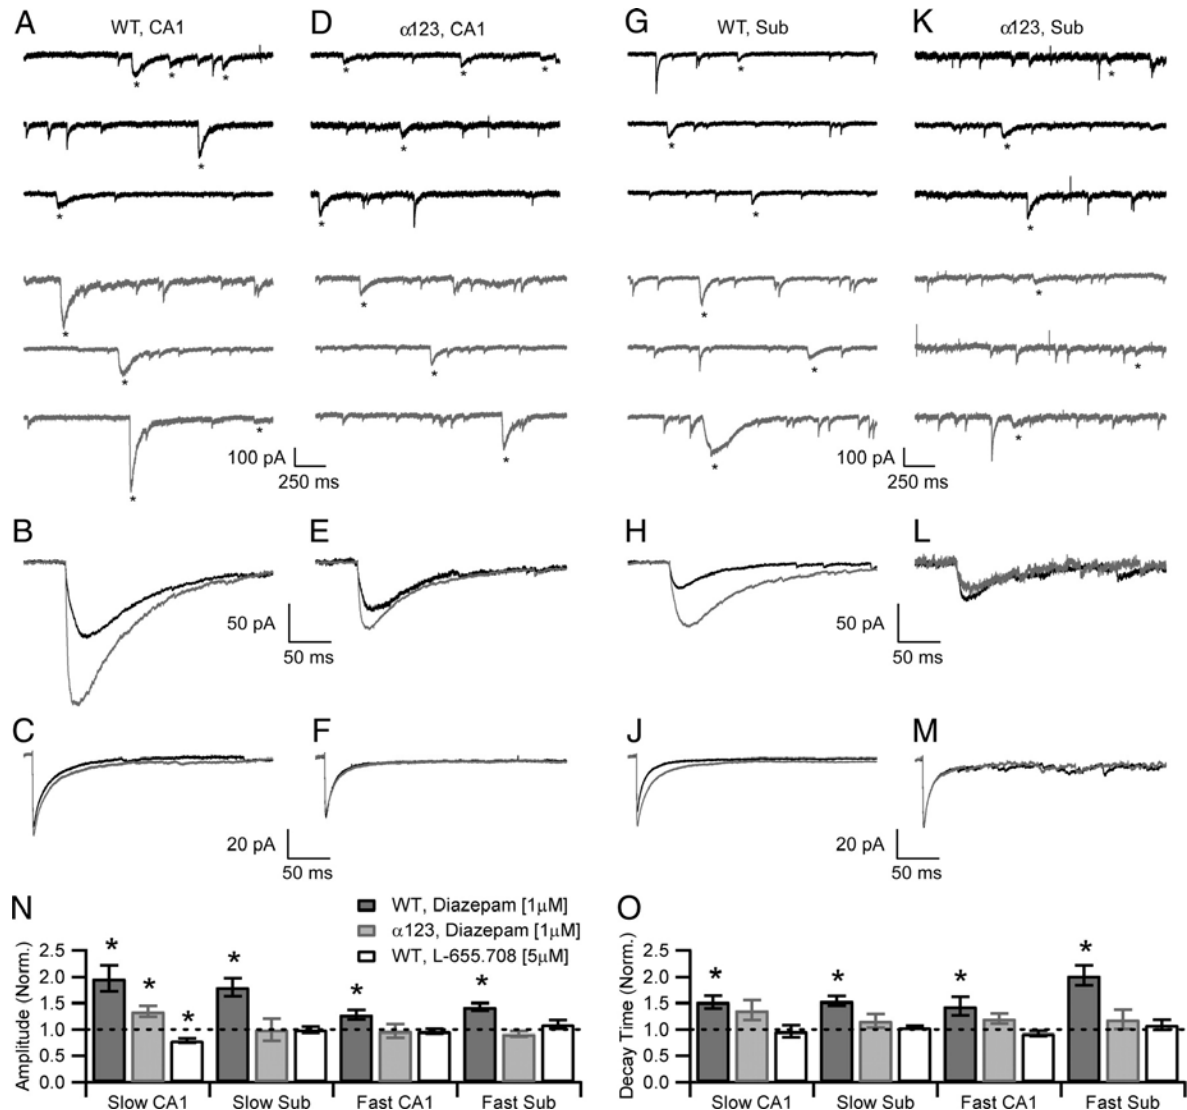 A WT, CA1 D α123, CA1 G WT, Sub K α123, Sub
* * * * * * * *
* * * * *
* * * *
* * * * *
* * * * *
* * * * *
100 pA 250 ms 100 pA 250 ms
B E H L
50 pA 50 ms 50 pA 50 ms
C F J M
20 pA 50 ms 20 pA 50 ms
N
WT, Diazepam [1µM]
α123, Diazepam [1µM]
WT, L-655.708 [5µM]
Amplitude (Norm.)
2.5
2.0
1.5
1.0
0.5
0.0
* * * * * *
Slow CA1 Slow Sub Fast CA1 Fast Sub
O
Decay Time (Norm.)
2.5
2.0
1.5
1.0
0.5
0.0
* * * *
Slow CA1 Slow Sub Fast CA1 Fast Sub